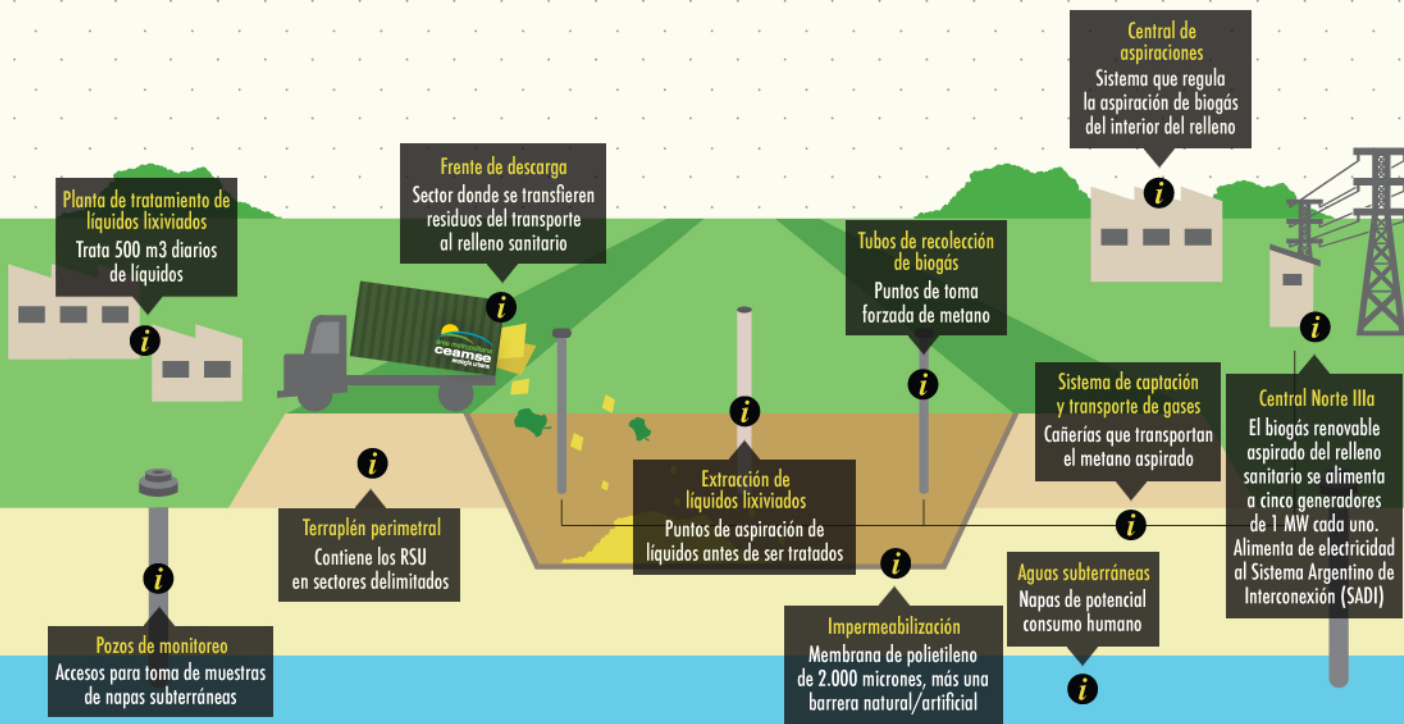 Central de
aspiraciones
Sistema que regula
la aspiración de biogás
del interior del relleno
Frente de descarga
Sector donde se transfieren
residuos del transporte
al relleno sanitario
Planta de tratamiento de
líquidos lixiviados
Trata 500 m3 diarios
de líquidos
Tubos de recolección
de biogás
Puntos de toma
forzada de metano
área metropolitana
ceamse
ecología urbana
Sistema de captación
y transporte de gases
Cañerías que transportan
el metano aspirado
Central Norte IIIa
El biogás renovable
aspirado del relleno
sanitario se alimenta
a cinco generadores
de 1 MW cada uno.
Alimenta de electricidad
al Sistema Argentino de
Interconexión (SADI)
Extracción de
líquidos lixiviados
Puntos de aspiración de
líquidos antes de ser tratados
Terraplén perimetral
Contiene los RSU
en sectores delimitados
Aguas subterráneas
Napas de potencial
consumo humano
Impermeabilización
Membrana de polietileno
de 2.000 micrones, más una
barrera natural/artificial
Pozos de monitoreo
Accesos para toma de muestras
de napas subterráneas
i
i
i
i
i
i
i
i
i
i
i